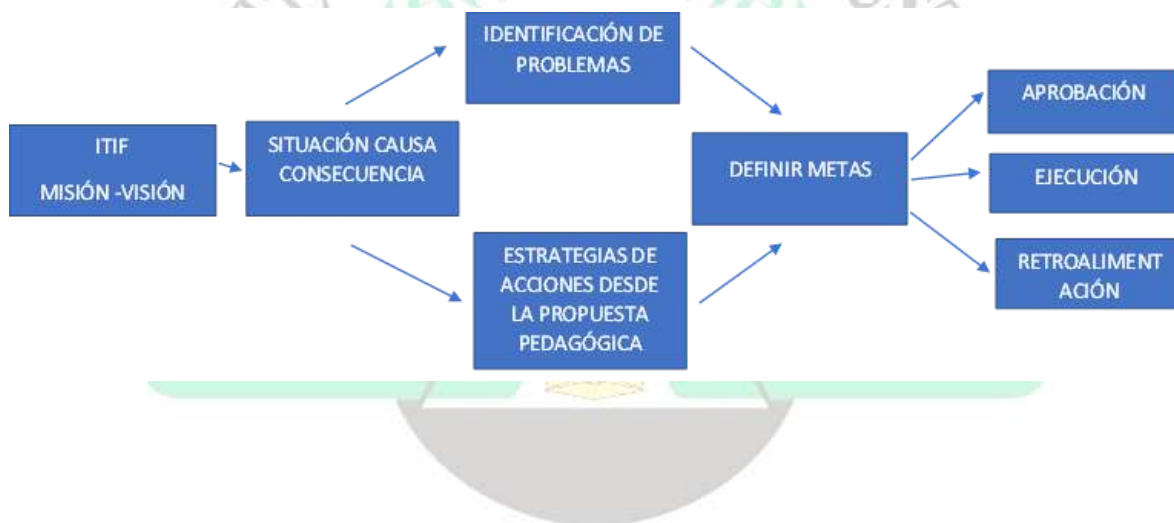 ITIF
MISIÓN -VISIÓN
SITUACIÓN CAUSA
CONSECUENCIA
IDENTIFICACIÓN DE
PROBLEMAS
ESTRATEGIAS DE
ACCIONES DESDE
LA PROPUESTA
PEDAGÓGICA
DEFINIR METAS
APROBACIÓN
EJECUCIÓN
RETROALIMENT
ACIÓN